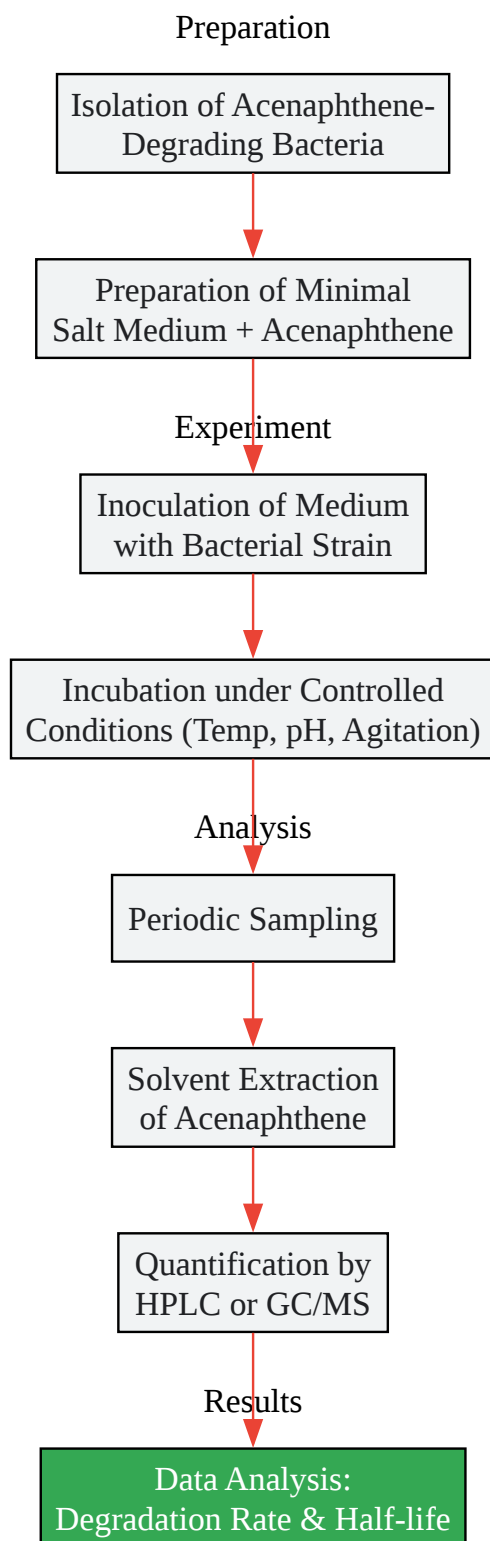 Preparation
Isolation of Acenaphthene-
Degrading Bacteria
Preparation of Minimal
Salt Medium + Acenaphthene
Experiment
Inoculation of Medium
with Bacterial Strain
Incubation under Controlled
Conditions (Temp, pH, Agitation)
Analysis
Periodic Sampling
Solvent Extraction
of Acenaphthene
Quantification by
HPLC or GC/MS
Results
Data Analysis:
Degradation Rate & Half-life